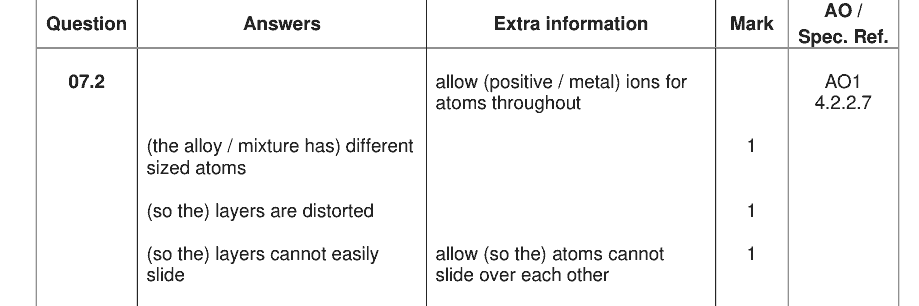 Question Answers Extra information Mark AO /
Spec. Ref.
07.2 allow (positive / metal) ions for AO1
atoms throughout 4.2.2.7
(the alloy / mixture has) different 1
sized atoms
(so the) layers are distorted 1
(so the) layers cannot easily allow (so the) atoms cannot 1
slide slide over each other